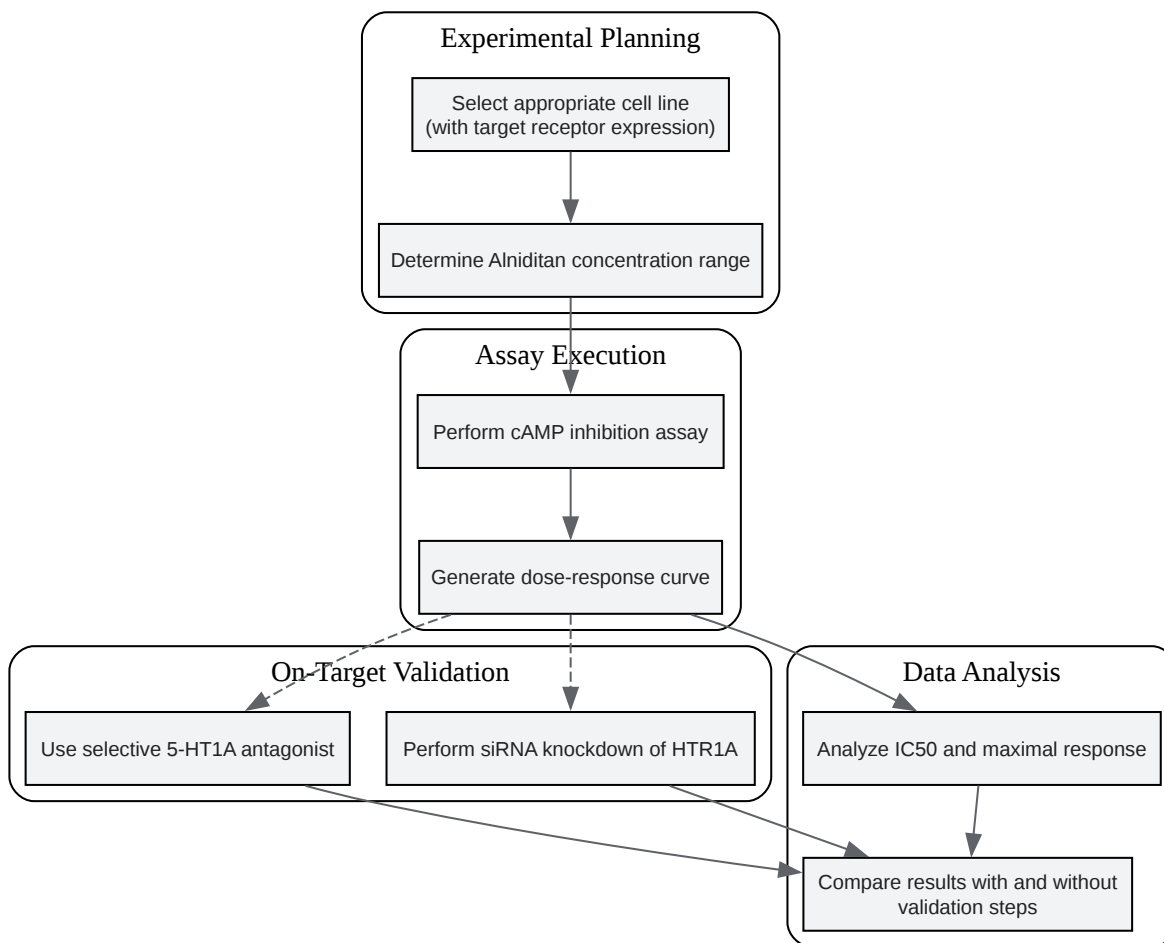 Experimental Planning
Select appropriate cell line
(with target receptor expression)
Determine Alniditan concentration range
Assay Execution
Perform cAMP inhibition assay
Generate dose-response curve
On-Target Validation
Use selective 5-HT1A antagonist
Perform siRNA knockdown of HTR1A
Data Analysis
Analyze IC50 and maximal response
Compare results with and without
validation steps